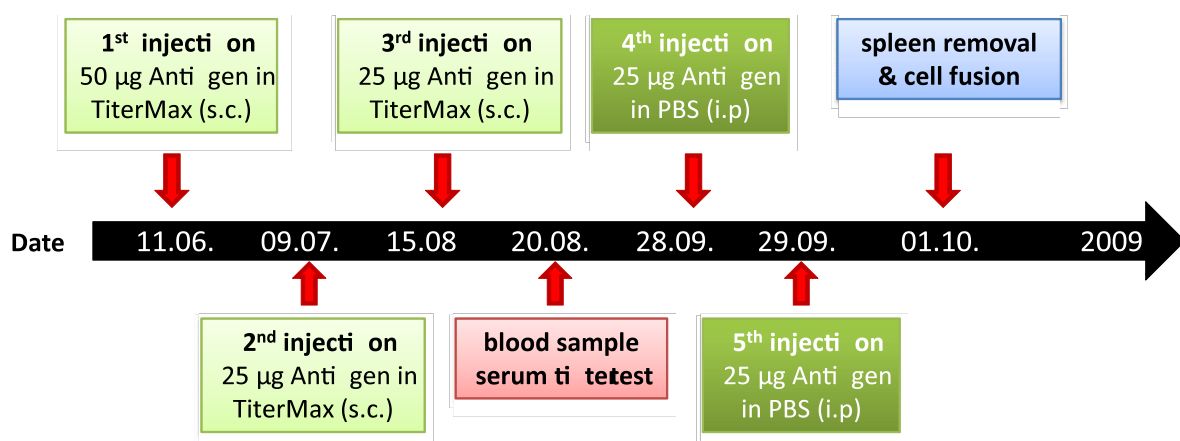 1st injecti on
50 µg Anti gen in
TiterMax (s.c.)
3rd injecti on
25 µg Anti gen in
TiterMax (s.c.)
4th injecti on
25 µg Anti gen
in PBS (i.p)
spleen removal
& cell fusion
Date 11.06. 09.07. 15.08 20.08. 28.09. 29.09. 01.10. 2009
2nd injecti on
25 µg Anti gen in
TiterMax (s.c.)
blood sample
serum ti tertest
5th injecti on
25 µg Anti gen
in PBS (i.p)